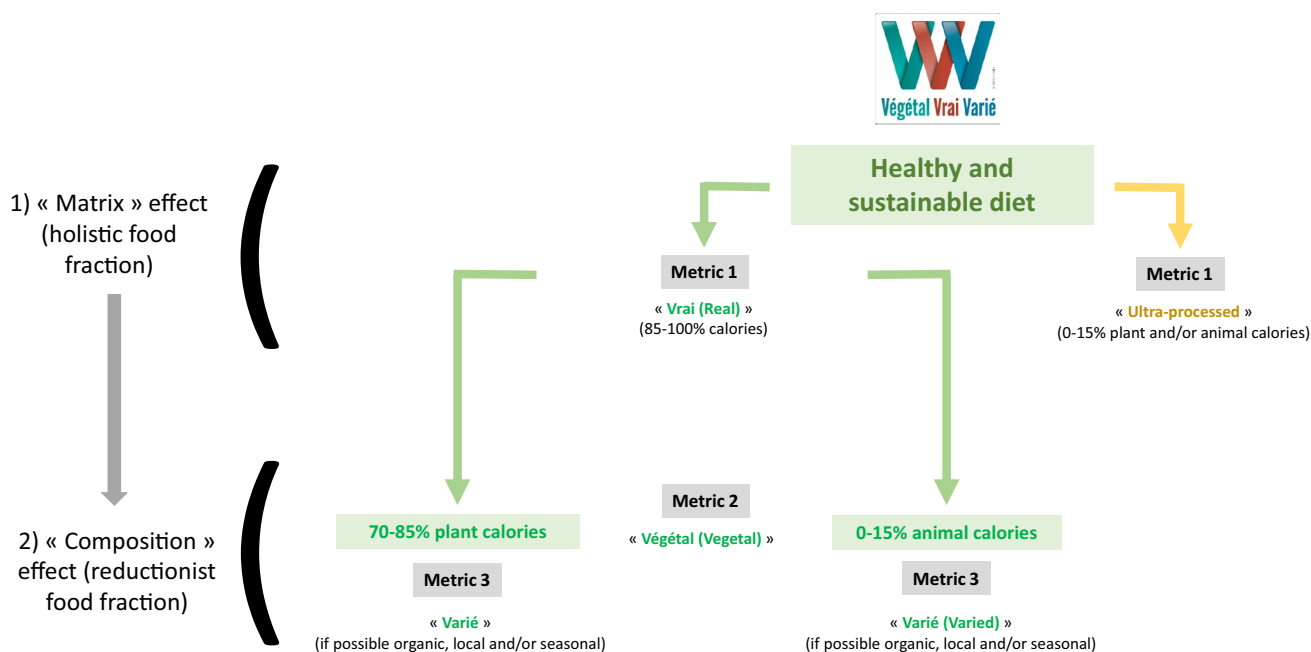 Végétal Vrai Varié
Healthy and
sustainable diet
1) « Matrix » effect
(holistic food
fraction)
Metric 1
« Vrai (Real) »
(85-100% calories)
Metric 1
« Ultra-processed »
(0-15% plant and/or animal calories)
2) « Composition »
effect (reductionist
food fraction)
70-85% plant calories
Metric 3
« Varié »
(if possible organic, local and/or seasonal)
Metric 2
« Végétal (Vegetal) »
0-15% animal calories
Metric 3
« Varié (Varied) »
(if possible organic, local and/or seasonal)